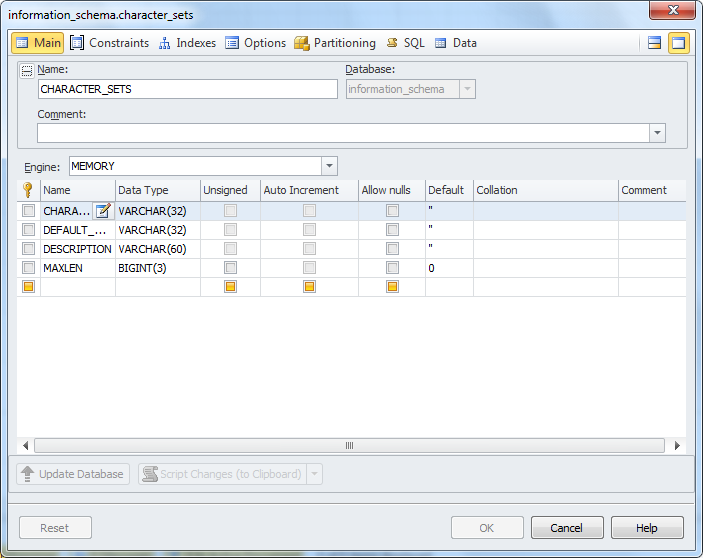 information_schema.character_sets
Main Constraints Indexes Options Partitioning SQL Data
Name: Database:
CHARACTER_SETS information_schema
Comment:
Engine: MEMORY
Name Data Type Unsigned Auto Increment Allow nulls Default Collation Comment
CHARA... VARCHAR(32) ''
DEFAULT_... VARCHAR(32) ''
DESCRIPTION VARCHAR(60) ''
MAXLEN BIGINT(3) 0
Update Database Script Changes (to Clipboard)
Reset OK Cancel Help